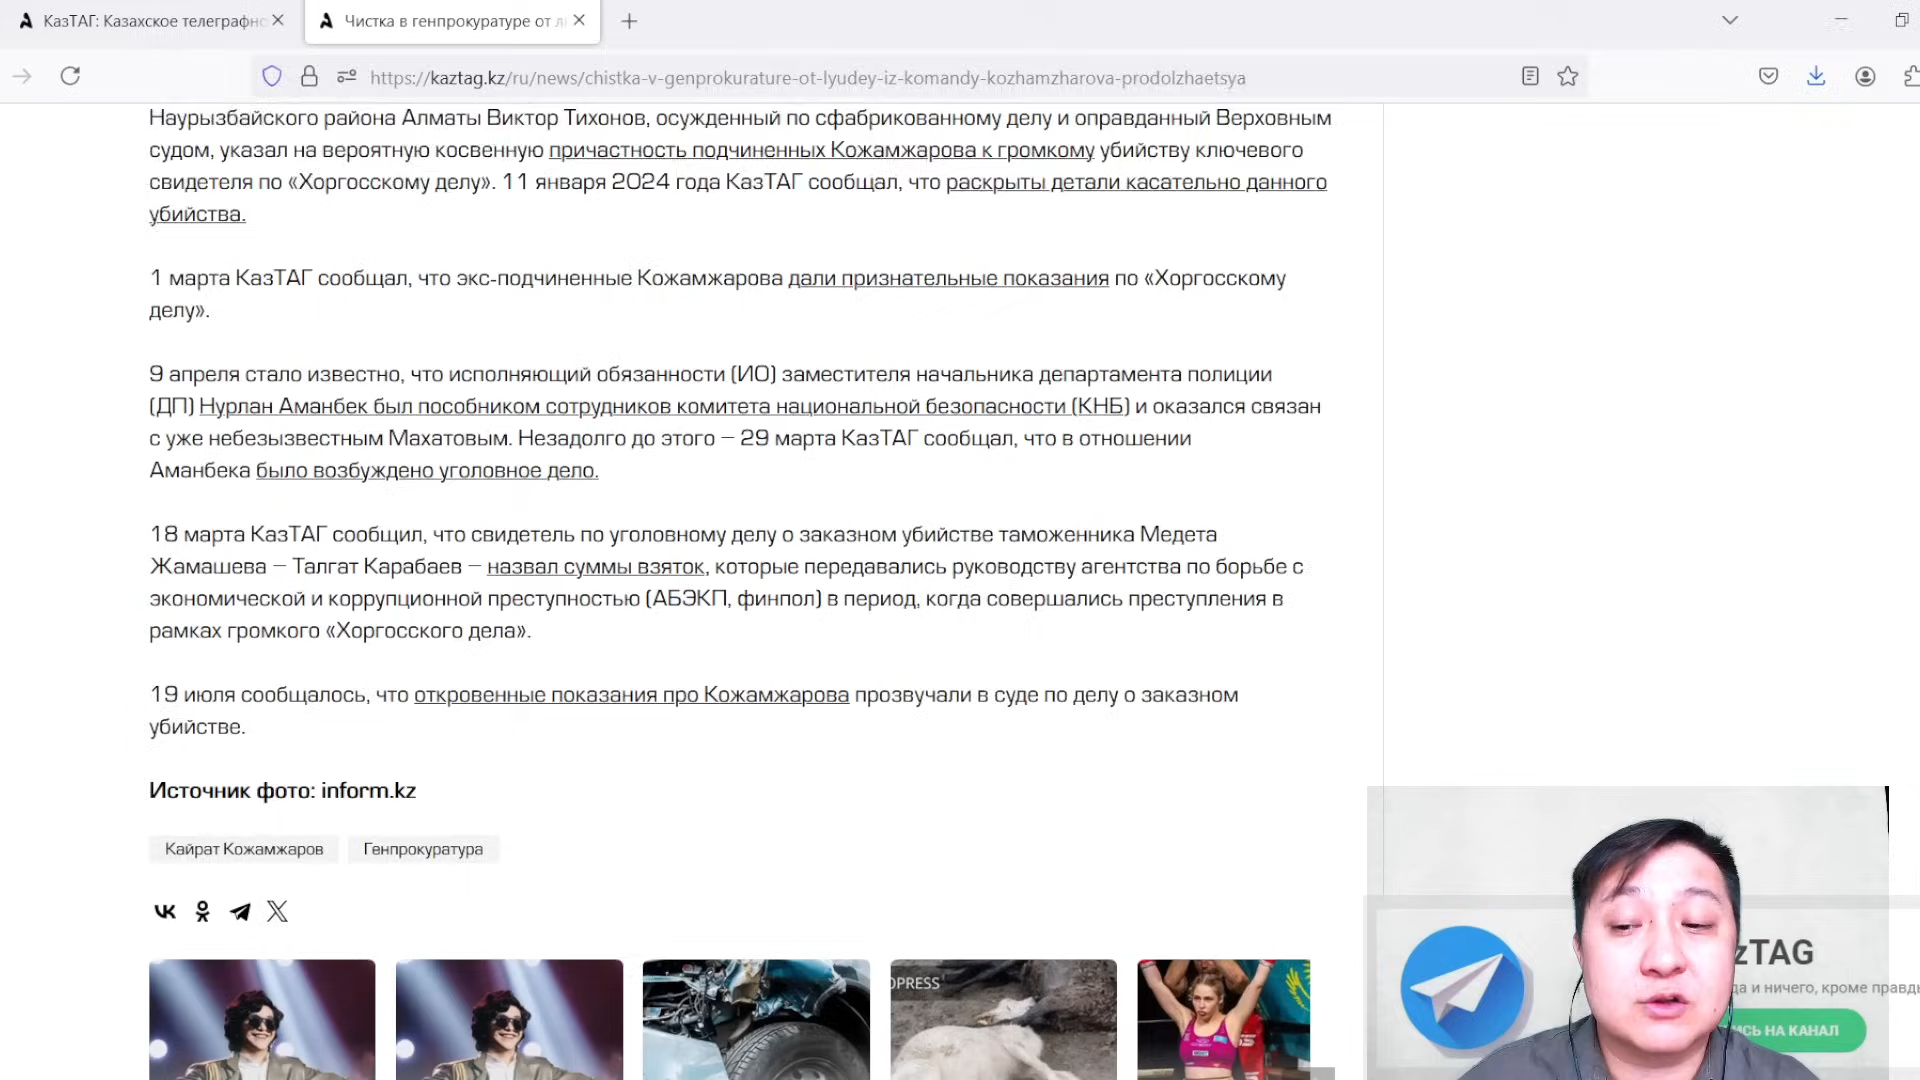 КазТАГ: Казахское телеграфно
Чистка в генпрокуратуре от л
https://kaztag.kz/ru/news/chistka-v-genprokurature-ot-lyudey-iz-komandy-kozhamzharova-prodolzhaetsya
Наурызбайского района Алматы Виктор Тихонов, осужденный по сфабрикованному делу и оправданный Верховным
судом, указал на вероятную косвенную причастность подчиненных Кожамжарова к громкому убийству ключевого
свидетеля по «Хоргосскому делу». 11 января 2024 года КазТАГ сообщал, что раскрыты детали касательно данного
убийства.
1 марта КазТАГ сообщал, что экс-подчиненные Кожамжарова дали признательные показания по «Хоргосскому
делу».
9 апреля стало известно, что исполняющий обязанности (ИО) заместителя начальника департамента полиции
(ДП) Нурлан Аманбек был пособником сотрудников комитета национальной безопасности (КНБ) и оказался связан
с уже небезызвестным Махатовым. Незадолго до этого – 29 марта КазТАГ сообщал, что в отношении
Аманбека было возбуждено уголовное дело.
18 марта КазТАГ сообщил, что свидетель по уголовному делу о заказном убийстве таможенника Медета
Жамашева – Талгат Карабаев – назвал суммы взяток, которые передавались руководству агентства по борьбе с
экономической и коррупционной преступностью (АБЭКП, финпол) в период, когда совершались преступления в
рамках громкого «Хоргосского дела».
19 июля сообщалось, что откровенные показания про Кожамжарова прозвучали в суде по делу о заказном
убийстве.
Источник фото: inform.kz
Кайрат Кожамжаров
Генпрокуратура
OPRESS
zTAG
да и ничего, кроме правды
ИСЬ НА КАНАЛ